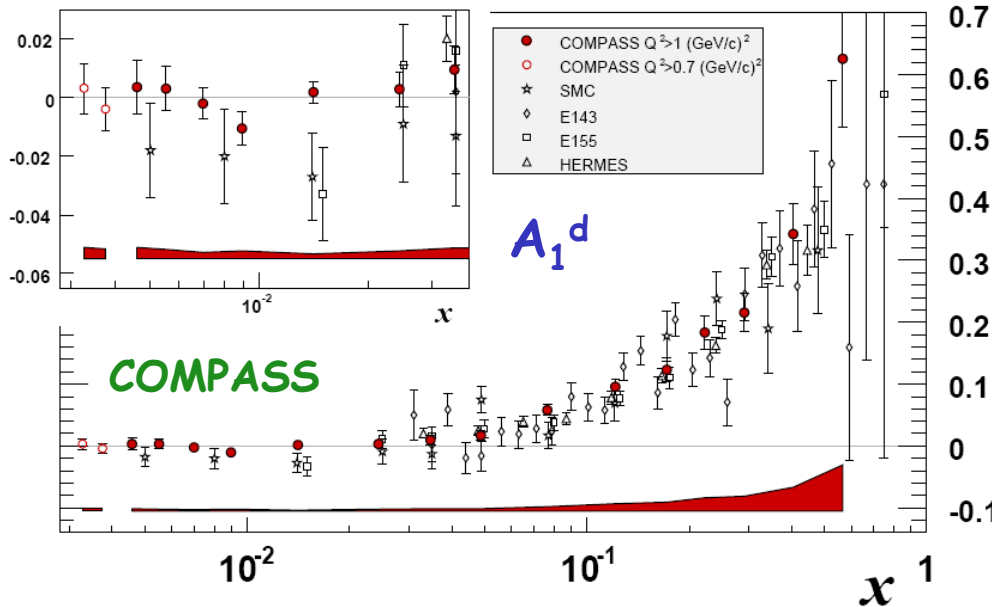 0.02
0
-0.02
-0.04
-0.06
10⁻²
x
COMPASS Q²>1 (GeV/c)²
COMPASS Q²>0.7 (GeV/c)²
SMC
E143
E155
HERMES
A₁ᵈ
COMPASS
0.7
0.6
0.5
0.4
0.3
0.2
0.1
0
-0.1
10⁻²
10⁻¹
1
x